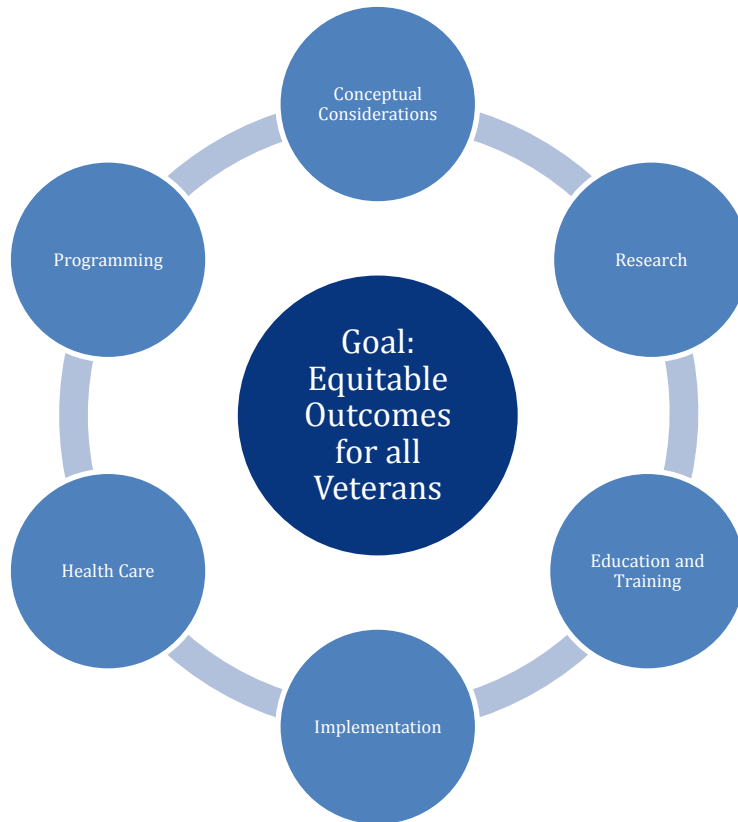 Conceptual
Considerations
Programming
Research
Goal:
Equitable
Outcomes
for all
Veterans
Health Care
Education and
Training
Implementation